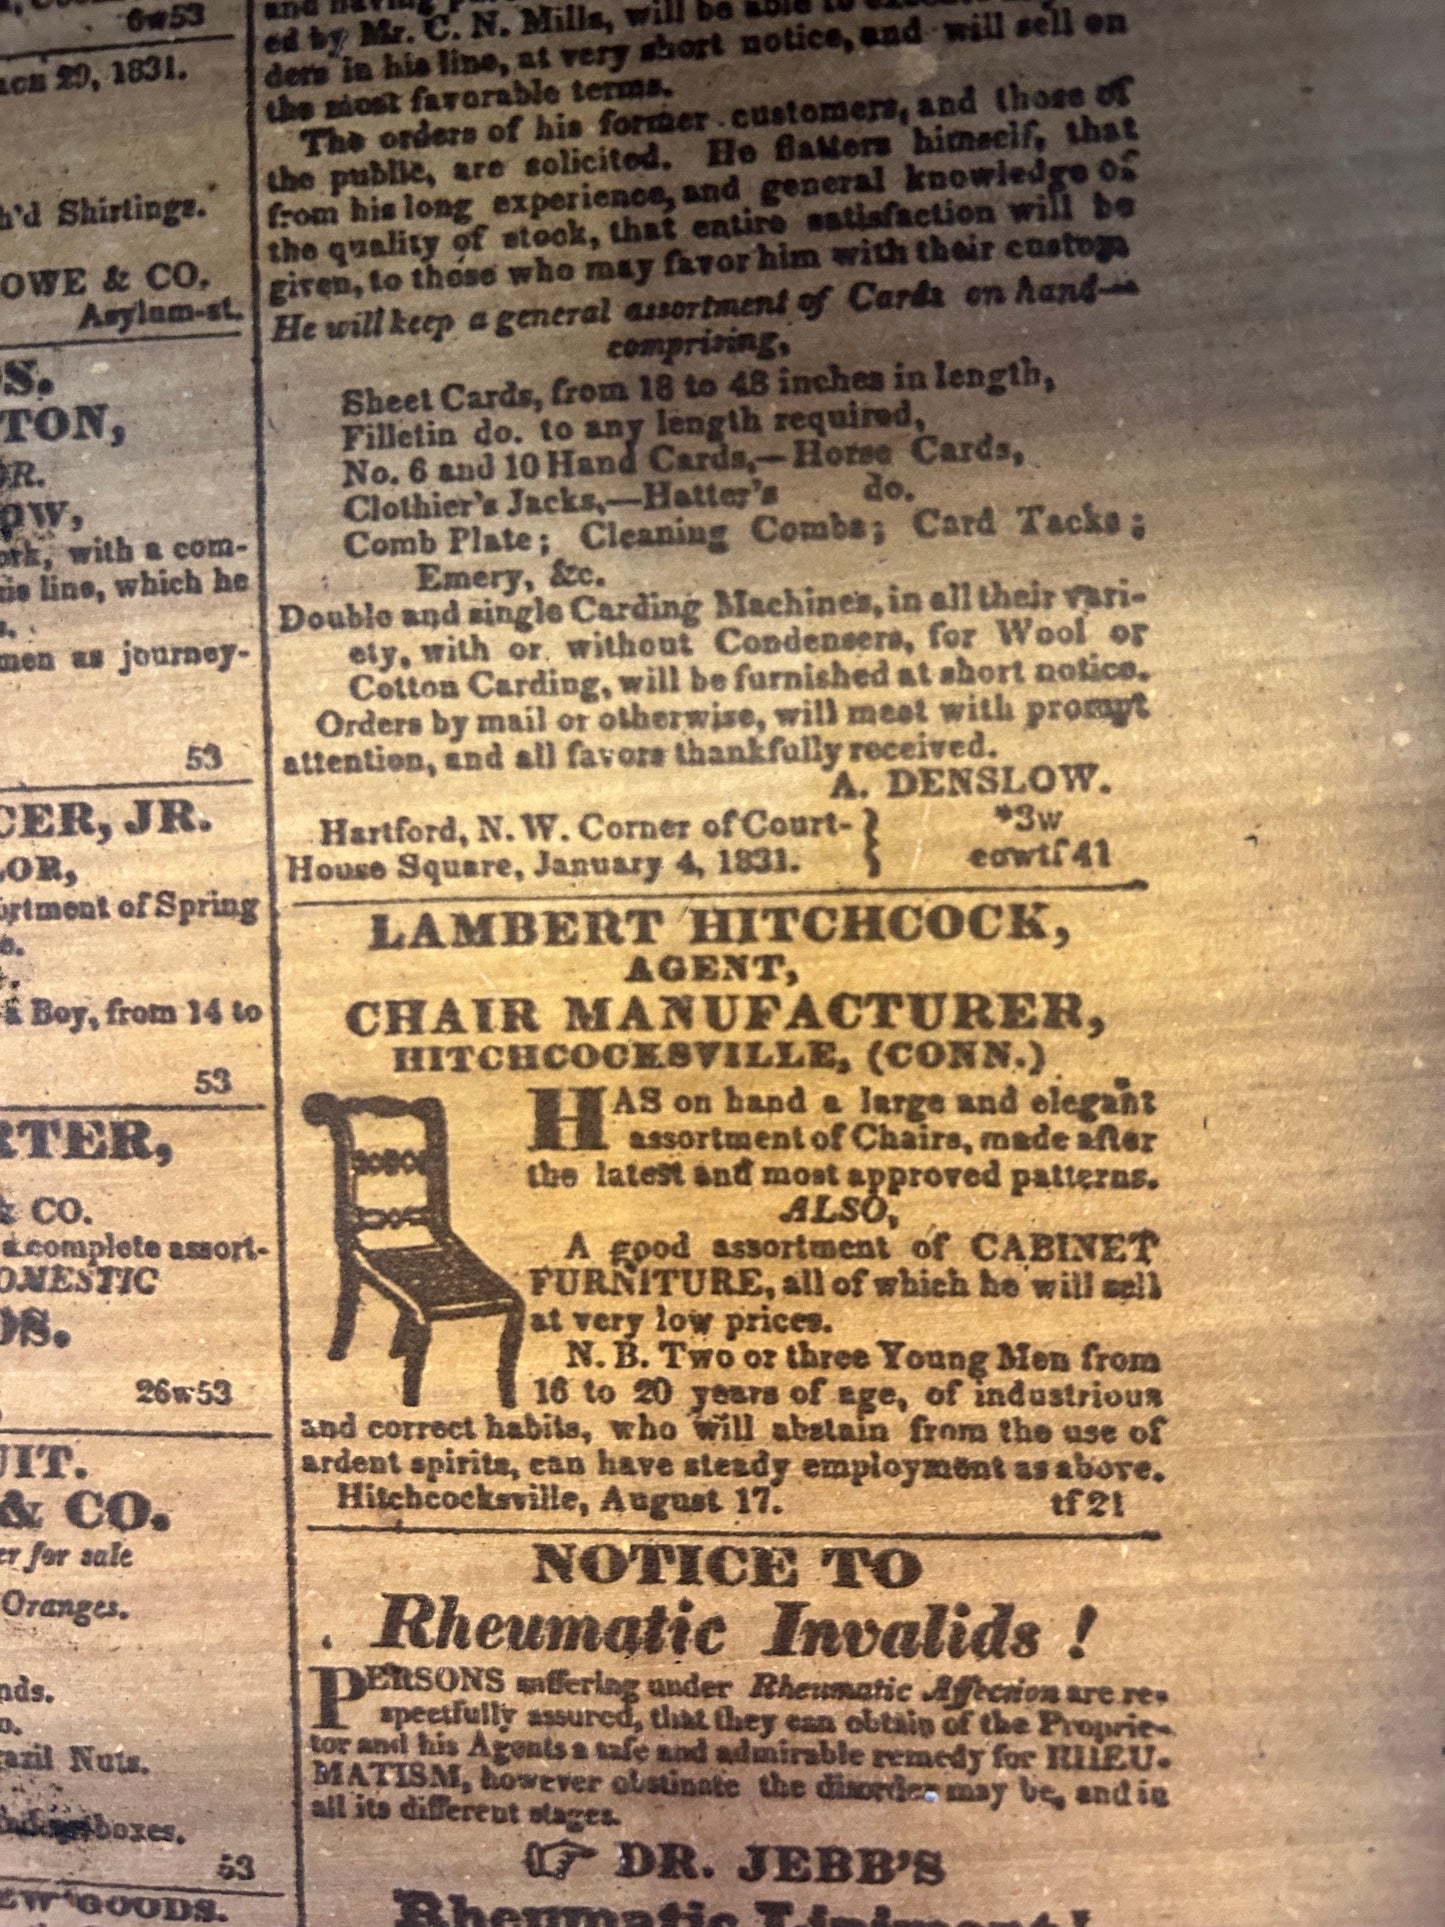 6w53
29, 1831.
h'd Shirtings.
OWE & CO.
Asylum-st.
S.
TON,
R.
OW,
ork, with a com-
line, which he
men as journey-
53
CER, JR.
LOR,
ortment of Spring
a Boy, from 14 to
53
RTER,
& CO.
a complete assort-
OMESTIC
DS.
26w53
UIT.
& CO.
er for sale
Oranges.
nds.
o.
razil Nuts.
boxes.
53
EW GOODS.
ed by Mr. C. N. Mills, will be able to
ders in his line, at very short notice, and will sell on
the most favorable terms.
The orders of his former customers, and those of
the public, are solicited. He flatters himself, that
from his long experience, and general knowledge of
the quality of stock, that entire satisfaction will be
given, to those who may favor him with their custom
He will keep a general assortment of Cards on hand—
comprising,
Sheet Cards, from 18 to 48 inches in length,
Filletin do. to any length required,
No. 6 and 10 Hand Cards,—Horse Cards,
Clothier's Jacks,—Hatter's do.
Comb Plate; Cleaning Combs; Card Tacks;
Emery, &c.
Double and single Carding Machines, in all their vari-
ety, with or without Condensers, for Wool or
Cotton Carding, will be furnished at short notice.
Orders by mail or otherwise, will meet with prompt
attention, and all favors thankfully received.
A. DENSLOW.
Hartford, N. W. Corner of Court- } *3w
House Square, January 4, 1831. } eowtf 41
LAMBERT HITCHCOCK,
AGENT,
CHAIR MANUFACTURER,
HITCHCOCKSVILLE, (CONN.)
HAS on hand a large and elegant
assortment of Chairs, made after
the latest and most approved patterns.
ALSO,
A good assortment of CABINET
FURNITURE, all of which he will sell
at very low prices.
N. B. Two or three Young Men from
16 to 20 years of age, of industrious
and correct habits, who will abstain from the use of
ardent spirits, can have steady employment as above.
Hitchcocksville, August 17. tf 21
NOTICE TO
Rheumatic Invalids!
PERSONS suffering under Rheumatic Affection are re-
spectfully assured, that they can obtain of the Proprie-
tor and his Agents a safe and admirable remedy for RHEU-
MATISM, however obstinate the disorder may be, and in
all its different stages.
☞ DR. JEBB'S
Rheumatic Liniment!